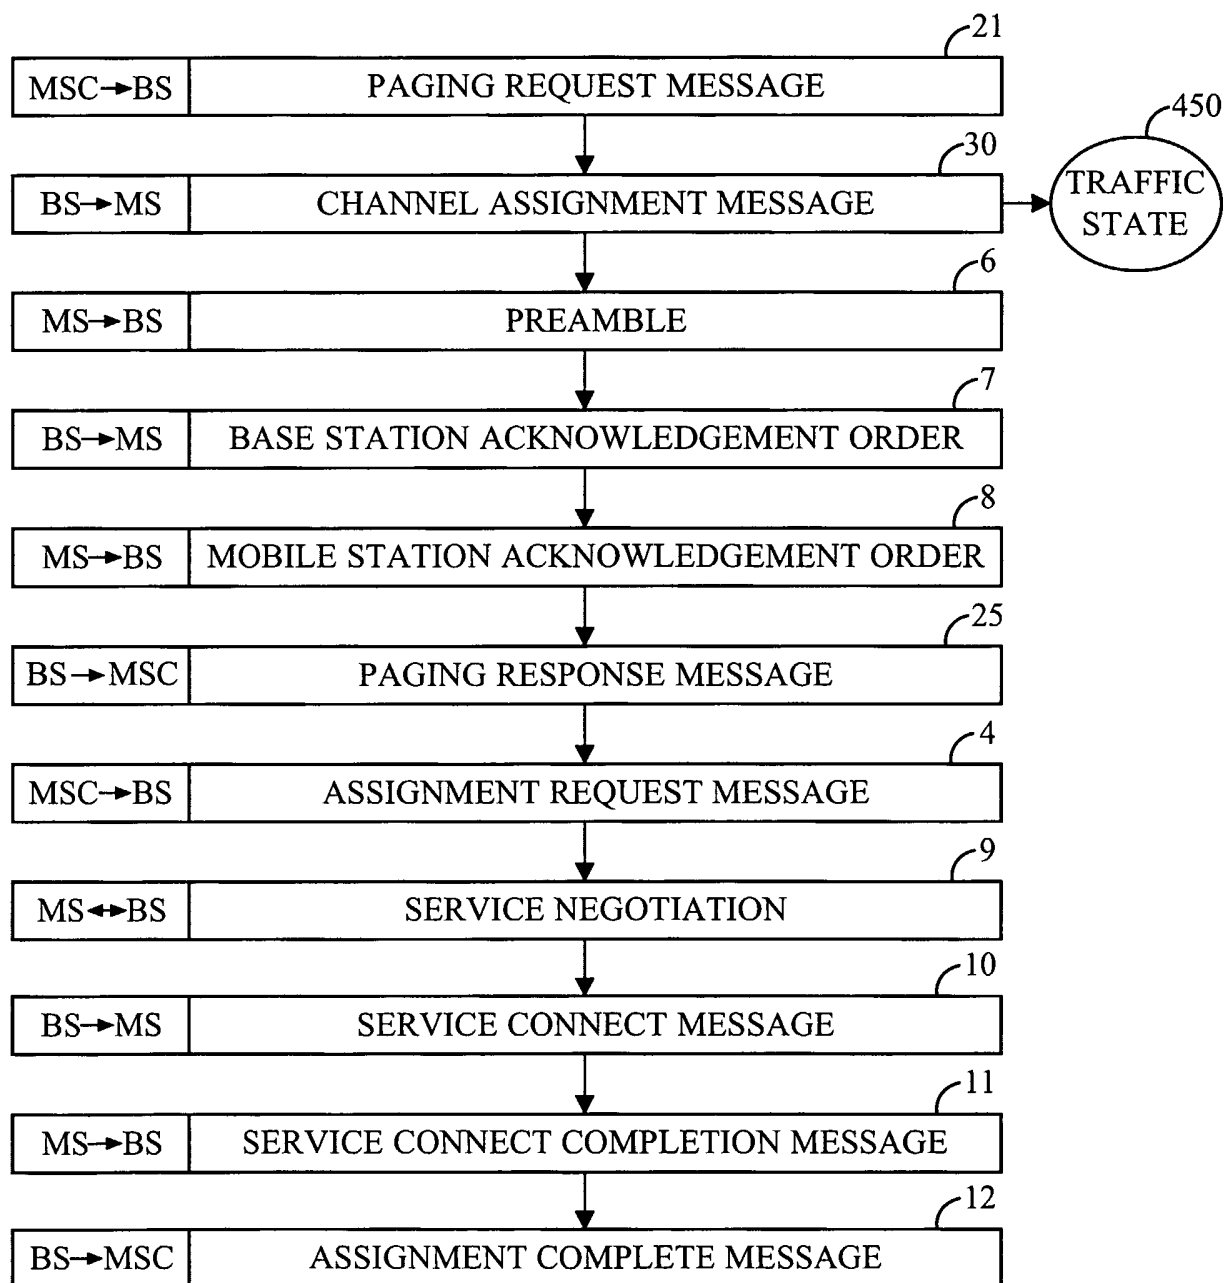 21
MSC→BS PAGING REQUEST MESSAGE
450
30
BS→MS CHANNEL ASSIGNMENT MESSAGE
TRAFFIC
STATE
6
MS→BS PREAMBLE
7
BS→MS BASE STATION ACKNOWLEDGEMENT ORDER
8
MS→BS MOBILE STATION ACKNOWLEDGEMENT ORDER
25
BS→MSC PAGING RESPONSE MESSAGE
4
MSC→BS ASSIGNMENT REQUEST MESSAGE
9
MS↔BS SERVICE NEGOTIATION
10
BS→MS SERVICE CONNECT MESSAGE
11
MS→BS SERVICE CONNECT COMPLETION MESSAGE
12
BS→MSC ASSIGNMENT COMPLETE MESSAGE